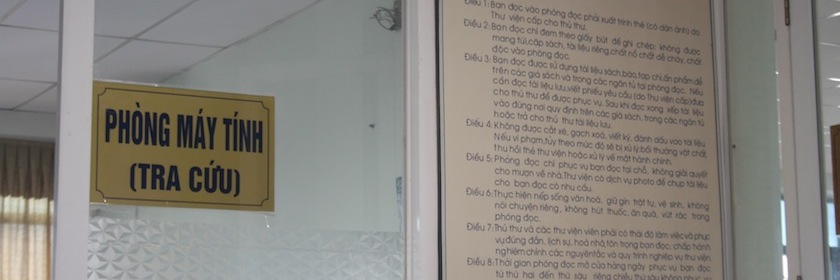 PHÒNG MÁY TÍNH
(TRA CỨU)
Điều 1: Bạn đọc vào phòng đọc phải xuất trình thẻ (có dán ảnh) do
Thư viện cấp cho thủ thư.
Điều 2: Bạn đọc chỉ đem theo giấy bút để ghi chép; không được
mang túi, cặp sách, tài liệu riêng, chất nổ chất dễ cháy, chất
độc vào phòng đọc.
Điều 3: Bạn đọc được sử dụng tài liệu sách, báo, tạp chí, ấn phẩm để
trên các giá sách và trong các ngăn tủ tại phòng đọc. Nếu
cần đọc tài liệu lưu, viết phiếu yêu cầu (do Thư viện cấp) đưa
cho thủ thư để được phục vụ. Sau khi đọc xong xếp tài liệu
vào đúng nơi quy định trên các giá sách, trong các ngăn tủ
hoặc trả cho thủ thư tài liệu lưu.
Điều 4: Không được cắt xé, gạch xoá, viết ký, đánh dấu vào tài liệu
Nếu vi phạm, tùy theo mức độ sẽ bị xử lý: bồi thường vật chất,
thu hồi thẻ thư viện hoặc xử lý về mặt hành chính.
Điều 5: Phòng đọc chỉ phục vụ bạn đọc tại chỗ, không giải quyết
cho mượn về nhà. Thư viện có dịch vụ photo để chụp tài liệu
cho bạn đọc có nhu cầu.
Điều 6: Thực hiện nếp sống văn hoá, giữ gìn trật tự, vệ sinh, không
nói chuyện riêng, không hút thuốc, ăn quà, vứt rác trong
phòng đọc.
Điều 7: Thủ thư và các thư viện viên phải có thái độ làm việc và phục
vụ đúng đắn, lịch sự, hoà nhã, tôn trọng bạn đọc; chấp hành
nghiêm chỉnh các nguyên tắc và quy trình nghiệp vụ thư viện
Điều 8: Thời gian phòng đọc mở cửa hàng ngày phục vụ bạn đọc
từ thứ hai đến thứ sáu, riêng chiều thứ sáu không phục